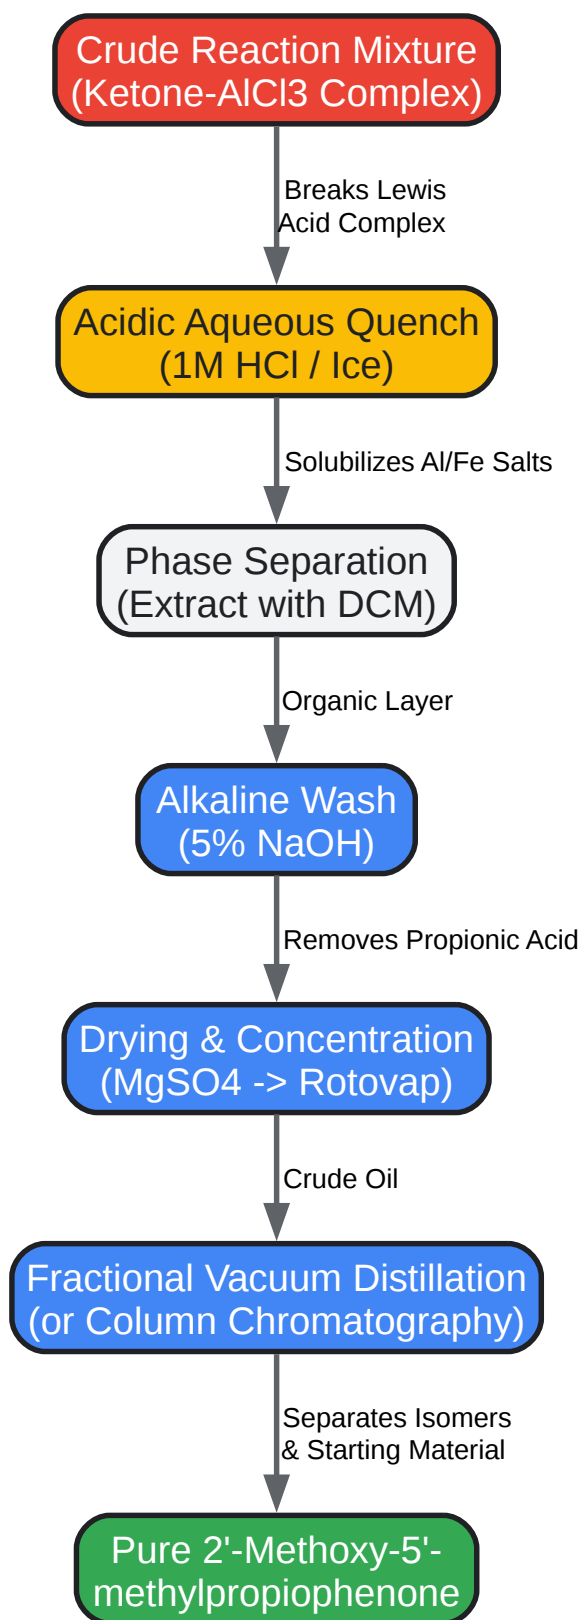 Crude Reaction Mixture
(Ketone-AlCl3 Complex)
Breaks Lewis
Acid Complex
Acidic Aqueous Quench
(1M HCl / Ice)
Solubilizes Al/Fe Salts
Phase Separation
(Extract with DCM)
Organic Layer
Alkaline Wash
(5% NaOH)
Removes Propionic Acid
Drying & Concentration
(MgSO4 -> Rotovap)
Crude Oil
Fractional Vacuum Distillation
(or Column Chromatography)
Separates Isomers
& Starting Material
Pure 2'-Methoxy-5'-
methylpropiophenone